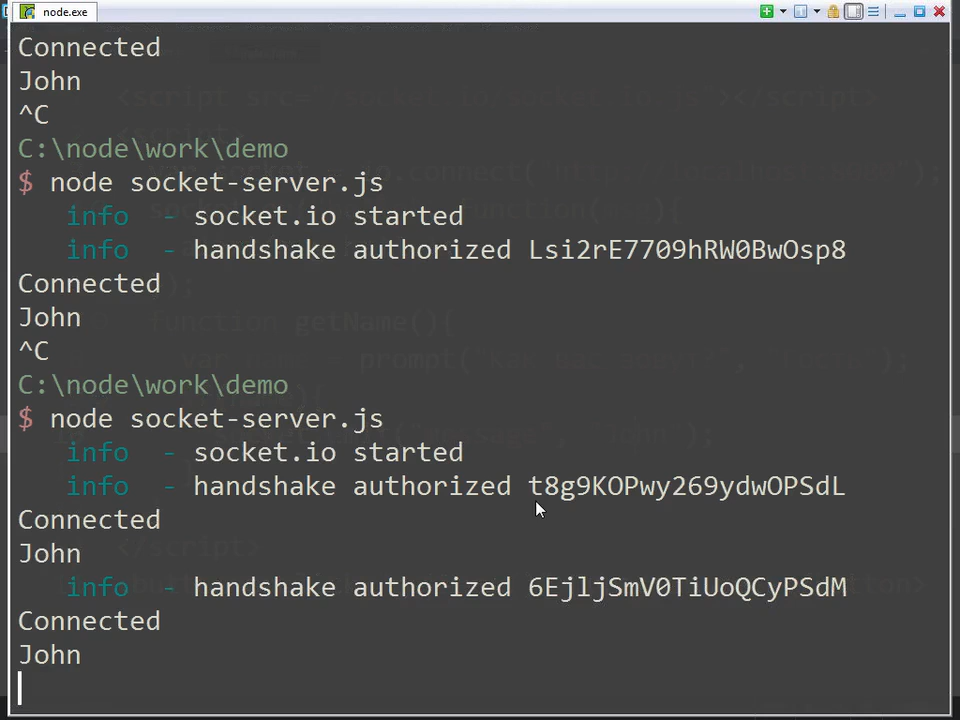 node.exe
Connected
John
^C
C:\node\work\demo
$ node socket-server.js
info - socket.io started
info - handshake authorized Lsi2rE7709hRW0BwOsp8
Connected
John
^C
C:\node\work\demo
$ node socket-server.js
info - socket.io started
info - handshake authorized t8g9KOPwy269ydwOPSdL
Connected
John
info - handshake authorized 6EjljSmV0TiUoQCyPSdM
Connected
John